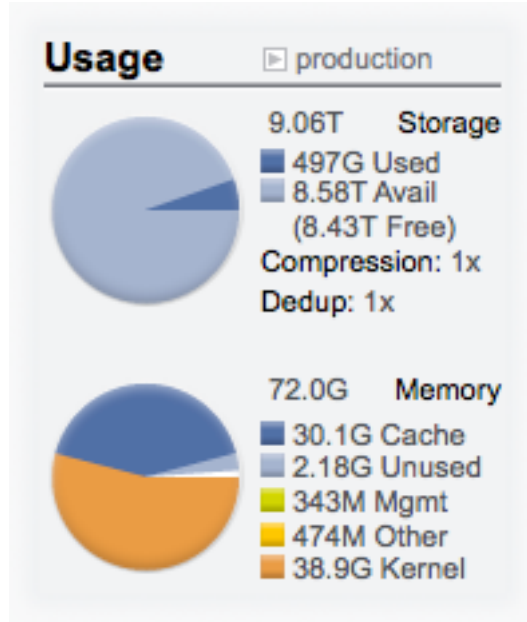 Usage production
9.06T Storage
497G Used
8.58T Avail
(8.43T Free)
Compression: 1x
Dedup: 1x
72.0G Memory
30.1G Cache
2.18G Unused
343M Mgmt
474M Other
38.9G Kernel